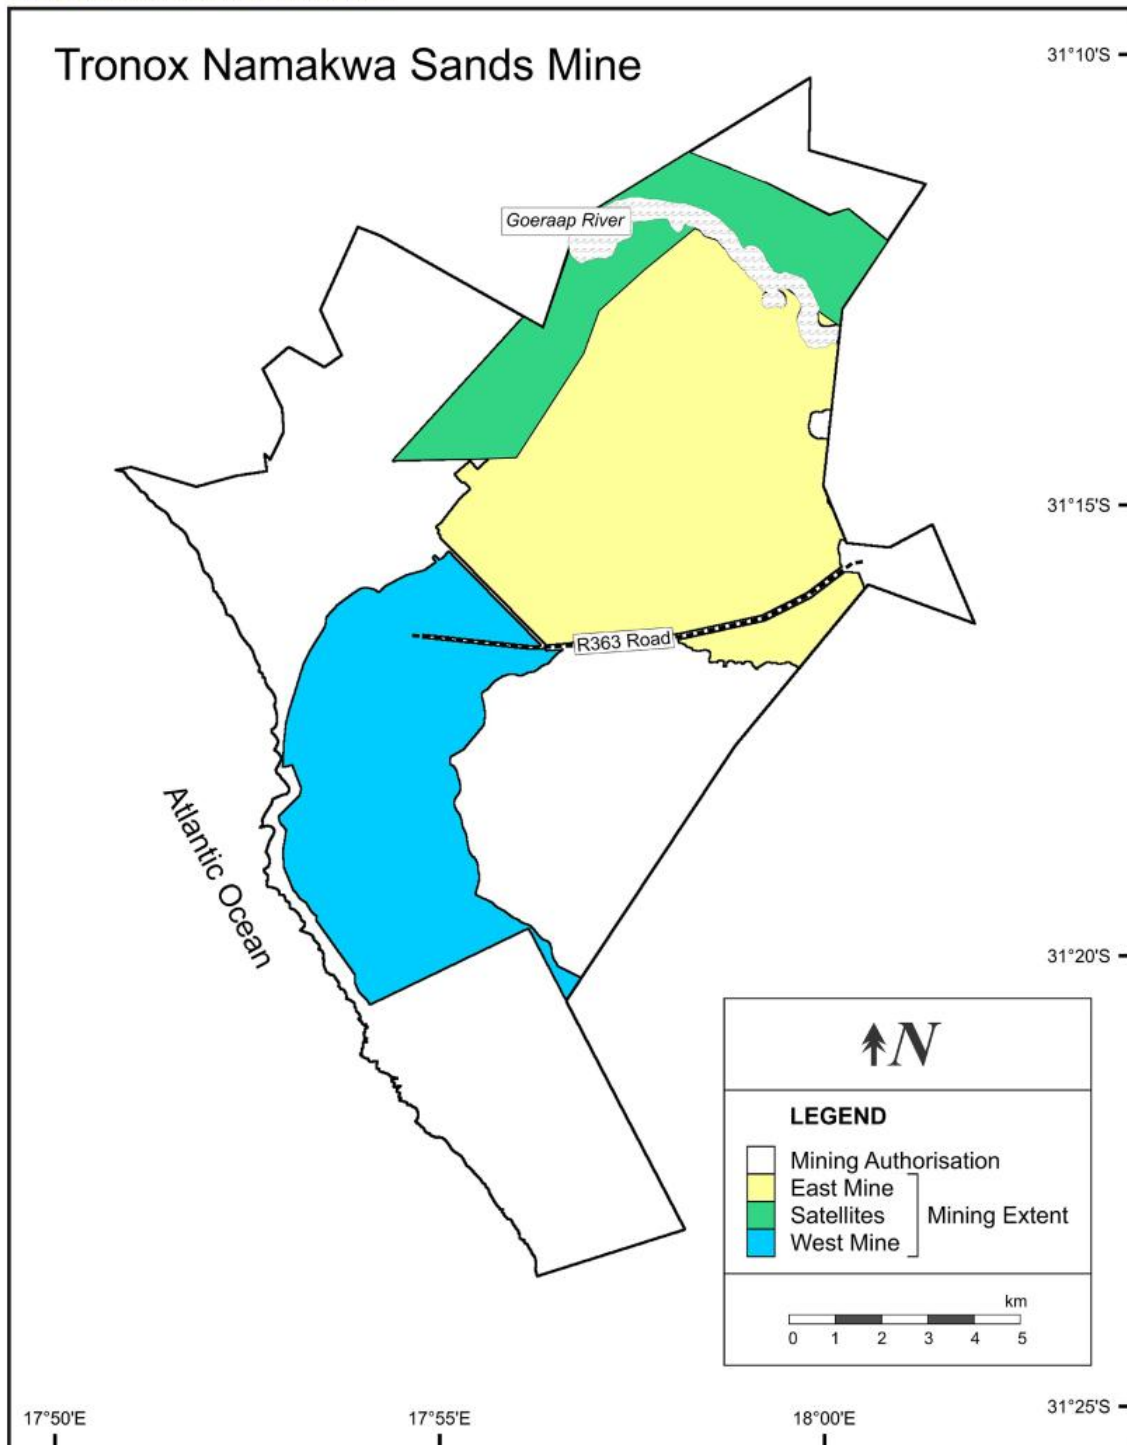 Tronox Namakwa Sands Mine
31°10'S
Goeraap River
31°15'S
R363 Road
Atlantic Ocean
31°20'S
N
LEGEND
Mining Authorisation
East Mine
Satellites
Mining Extent
West Mine
km
0 1 2 3 4 5
31°25'S
17°50'E 17°55'E 18°00'E